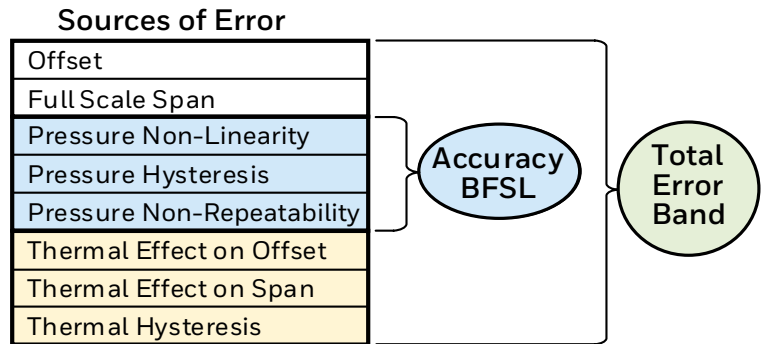 Sources of Error
Offset
Full Scale Span
Pressure Non-Linearity
Pressure Hysteresis
Pressure Non-Repeatability
Thermal Effect on Offset
Thermal Effect on Span
Thermal Hysteresis
Accuracy
BFSL
Total
Error
Band